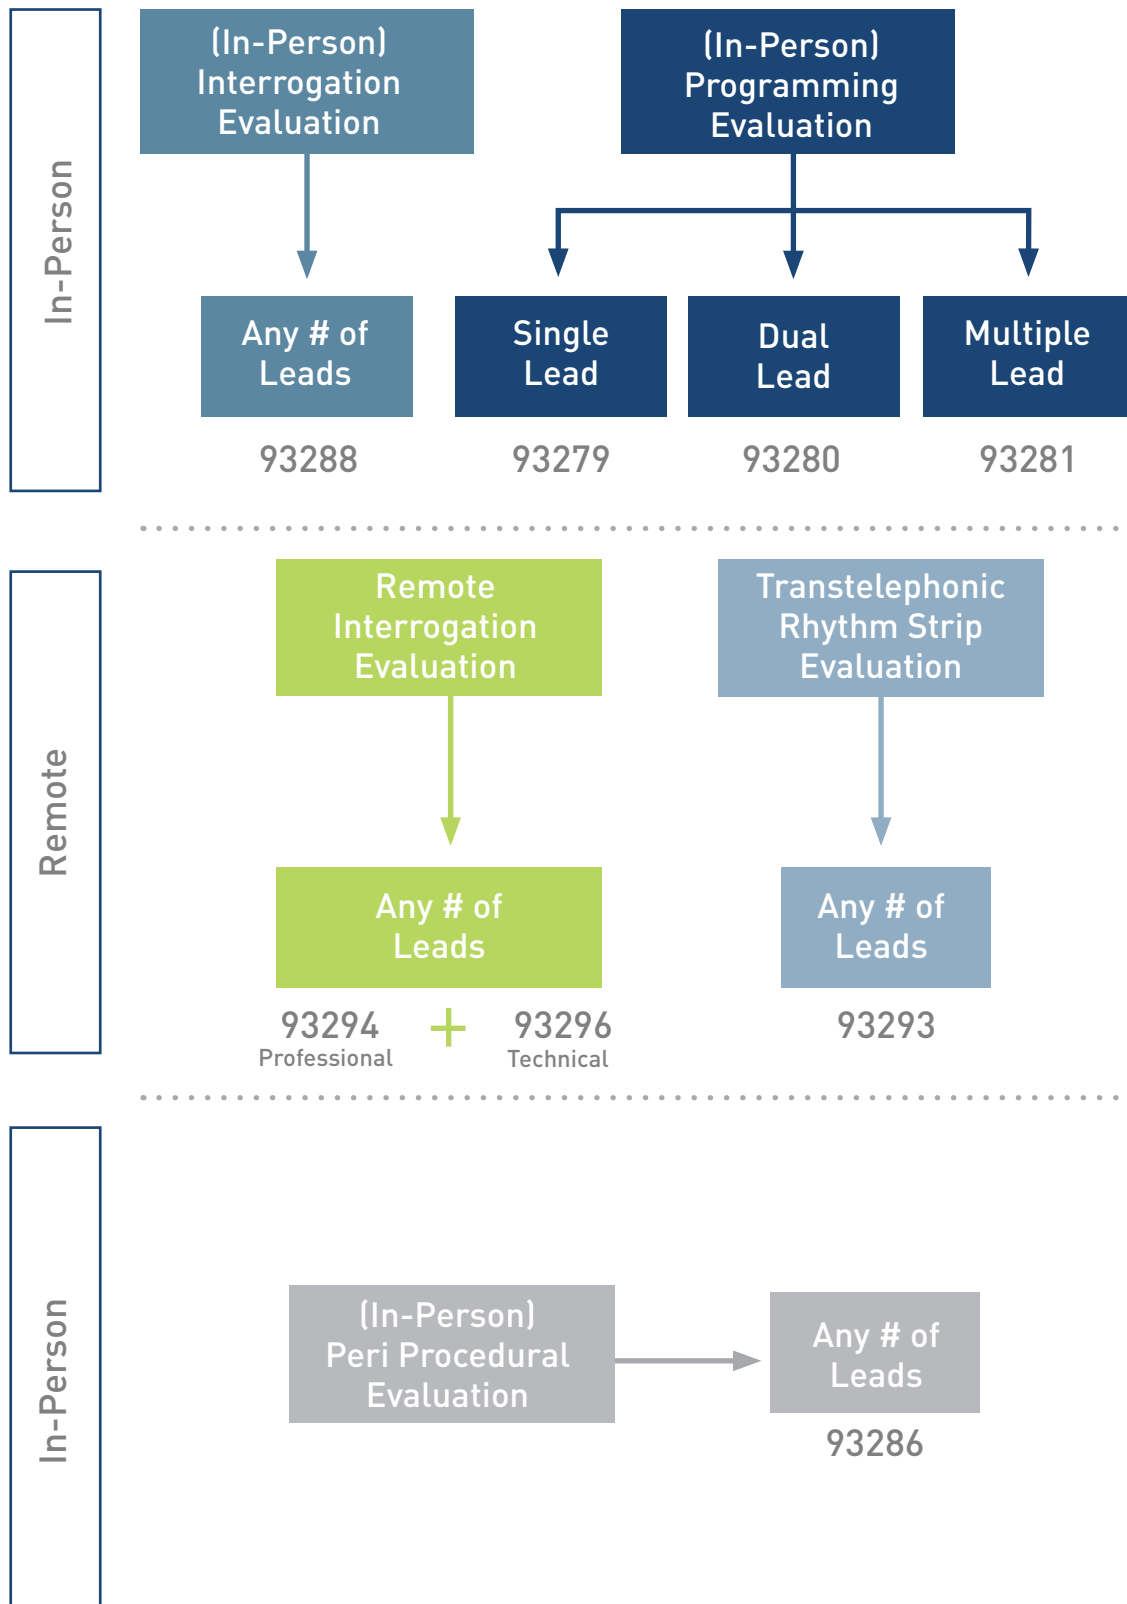 In-Person
(In-Person)
Interrogation
Evaluation
(In-Person)
Programming
Evaluation
Any # of
Leads
Single
Lead
Dual
Lead
Multiple
Lead
93288
93279
93280
93281
Remote
Remote
Interrogation
Evaluation
Transtelephonic
Rhythm Strip
Evaluation
Any # of
Leads
Any # of
Leads
93294 + 93296
Professional
Technical
93293
In-Person
(In-Person)
Peri Procedural
Evaluation
Any # of
Leads
93286